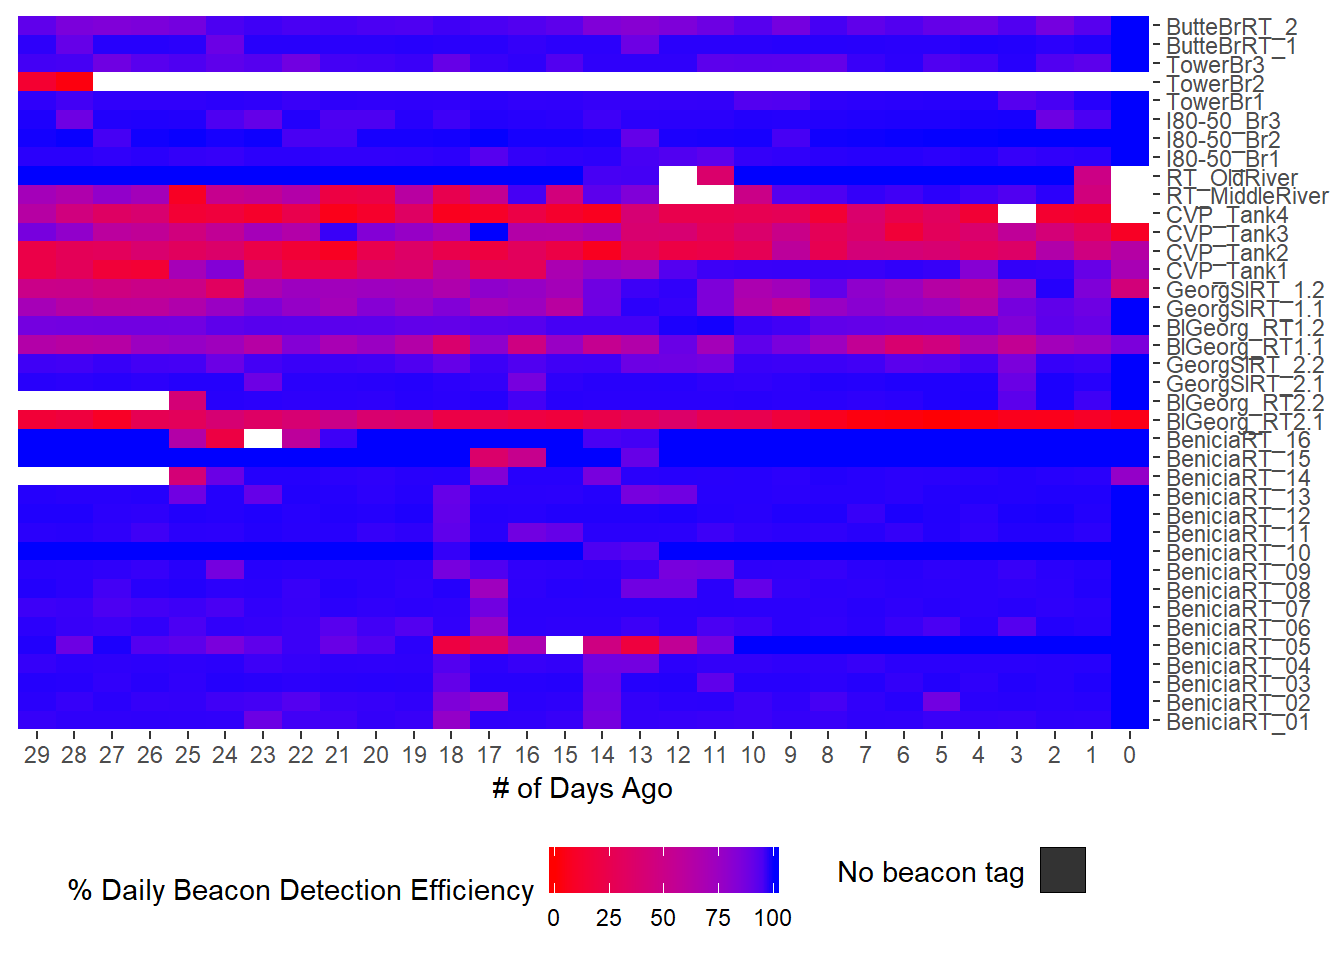 ButteBrRT_2
ButteBrRT_1
TowerBr3
TowerBr2
TowerBr1
I80-50_Br3
I80-50_Br2
I80-50_Br1
RT_OldRiver
RT_MiddleRiver
CVP_Tank4
CVP_Tank3
CVP_Tank2
CVP_Tank1
GeorgSlRT_1.2
GeorgSlRT_1.1
BlGeorg_RT1.2
BlGeorg_RT1.1
GeorgSlRT_2.2
GeorgSlRT_2.1
BlGeorg_RT2.2
BlGeorg_RT2.1
BeniciaRT_16
BeniciaRT_15
BeniciaRT_14
BeniciaRT_13
BeniciaRT_12
BeniciaRT_11
BeniciaRT_10
BeniciaRT_09
BeniciaRT_08
BeniciaRT_07
BeniciaRT_06
BeniciaRT_05
BeniciaRT_04
BeniciaRT_03
BeniciaRT_02
BeniciaRT_01
29 28 27 26 25 24 23 22 21 20 19 18 17 16 15 14 13 12 11 10 9 8 7 6 5 4 3 2 1 0
# of Days Ago
% Daily Beacon Detection Efficiency
0 25 50 75 100
No beacon tag